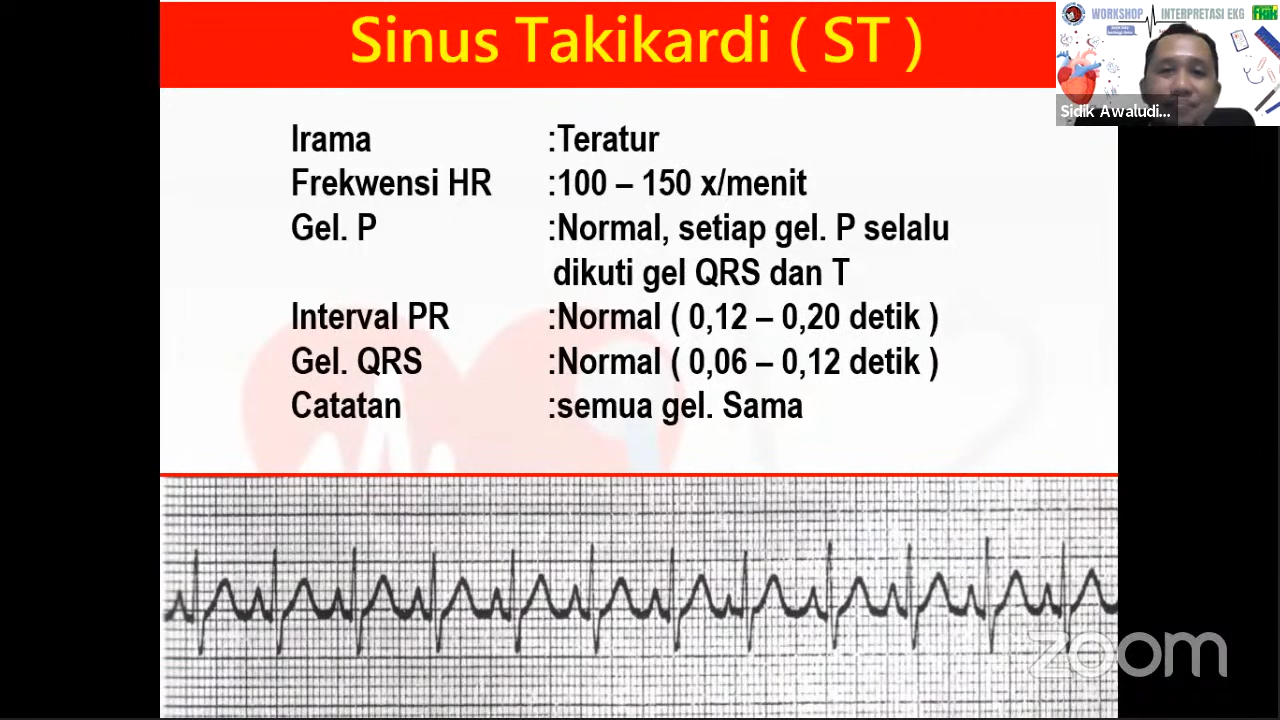 Sinus Takikardi ( ST )
WORKSHOP INTERPRETASI EKG
Sidik Awaludi...
Irama :Teratur
Frekwensi HR :100 – 150 x/menit
Gel. P :Normal, setiap gel. P selalu
dikuti gel QRS dan T
Interval PR :Normal ( 0,12 – 0,20 detik )
Gel. QRS :Normal ( 0,06 – 0,12 detik )
Catatan :semua gel. Sama
zoom